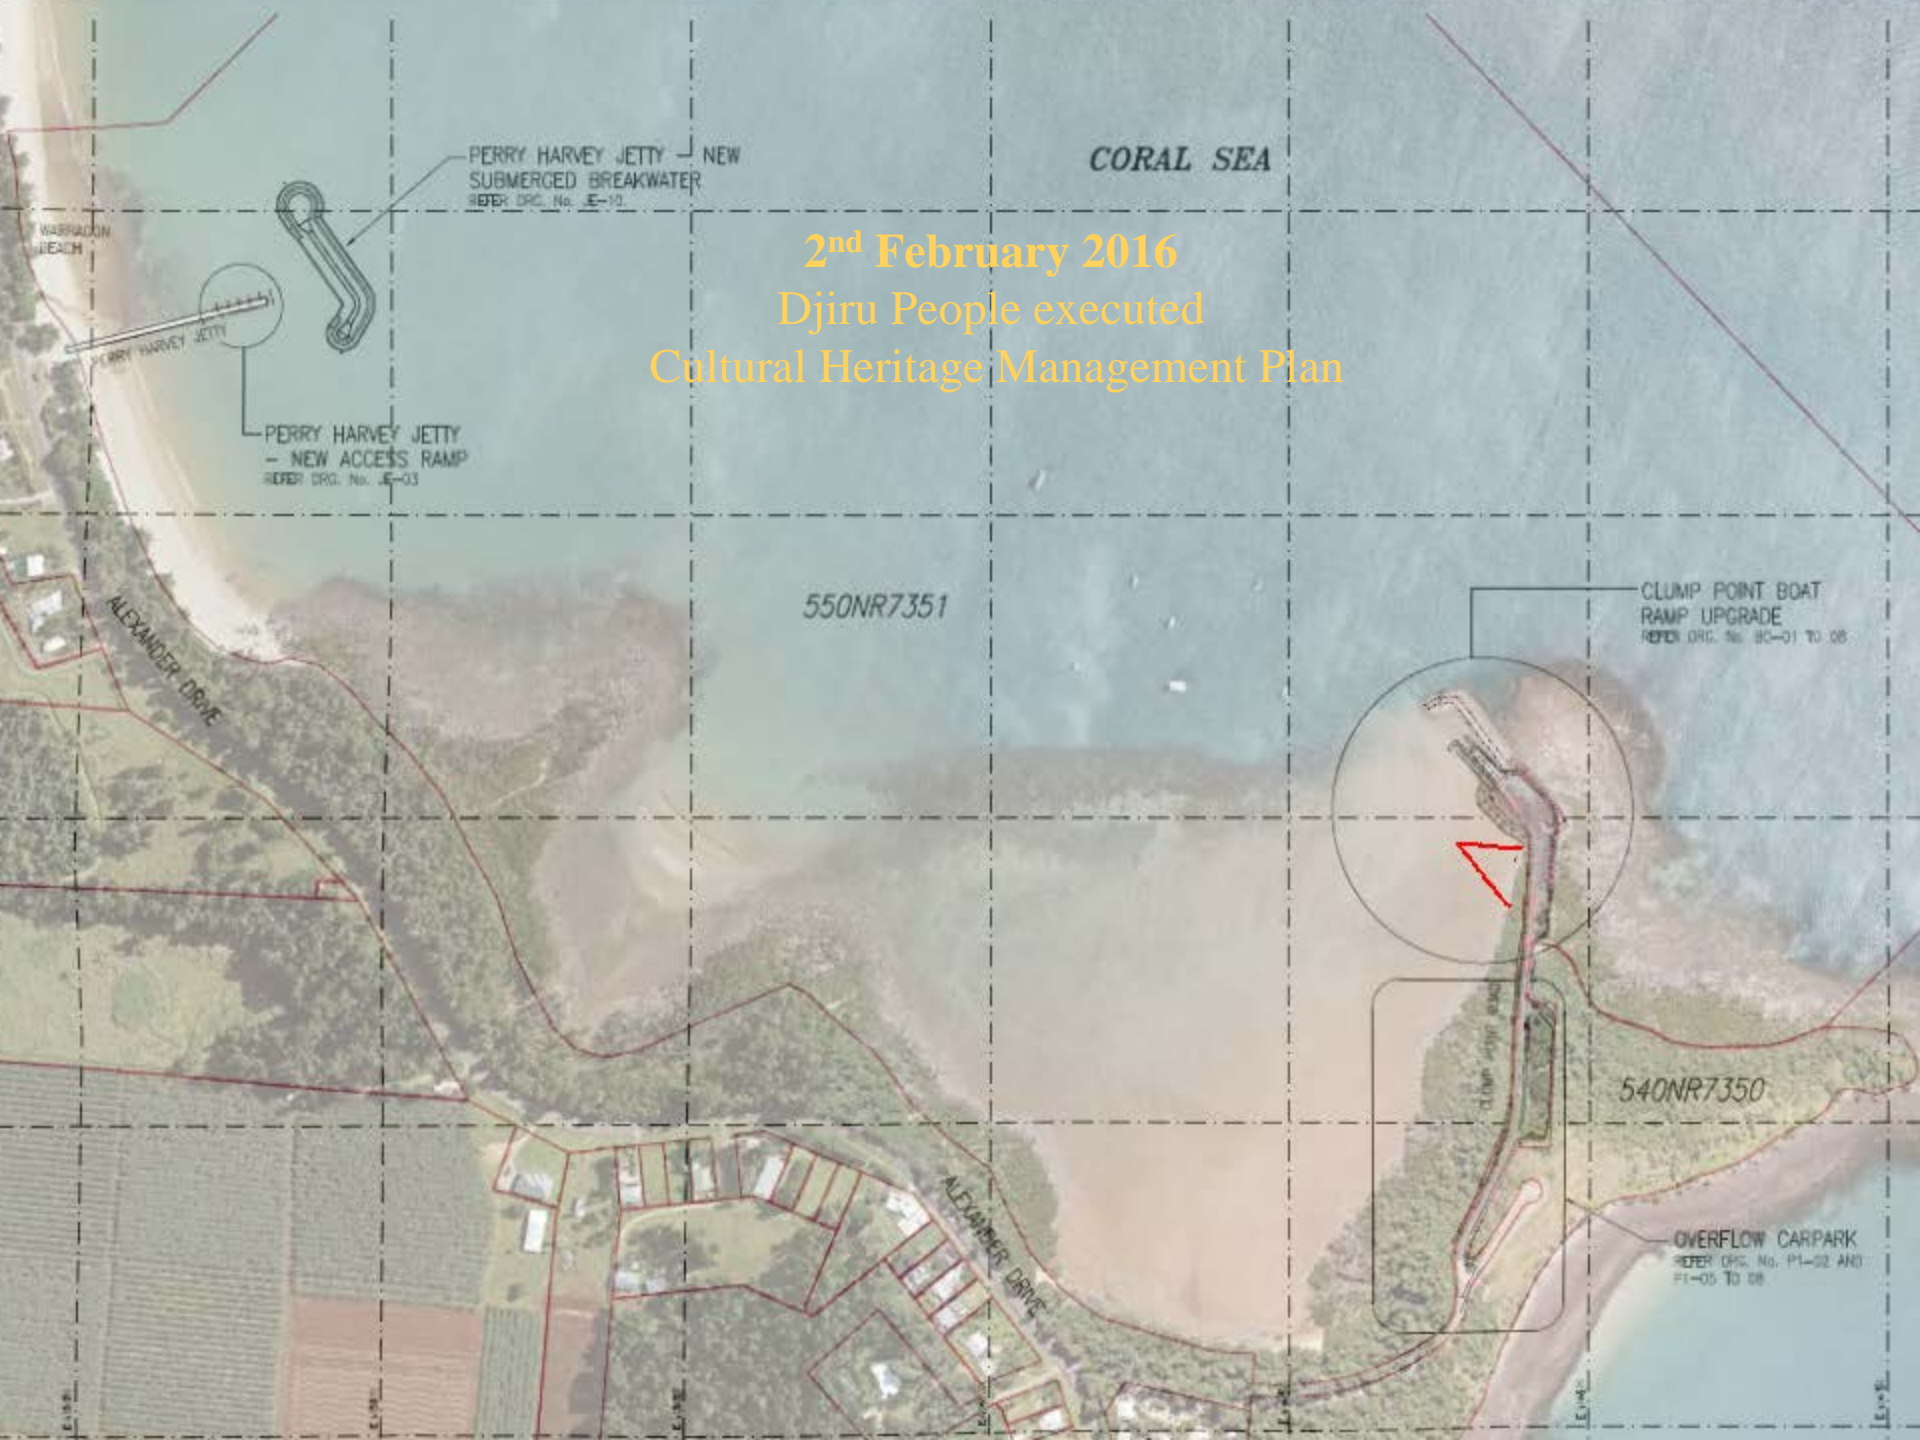 PERRY HARVEY JETTY – NEW
SUBMERGED BREAKWATER
REFER DRG. No. JE-10.
CORAL SEA
WARRAGON
BEACH
2nd February 2016
Djiru People executed
Cultural Heritage Management Plan
PERRY HARVEY JETTY
PERRY HARVEY JETTY
– NEW ACCESS RAMP
REFER DRG. No. JE-03
550NR7351
CLUMP POINT BOAT
RAMP UPGRADE
REFER DRG. No. BO-01 TO 08
ALEXANDER DRIVE
540NR7350
ALEXANDER DRIVE
OVERFLOW CARPARK
REFER DRG. No. P1-02 AND
P1-05 TO 08